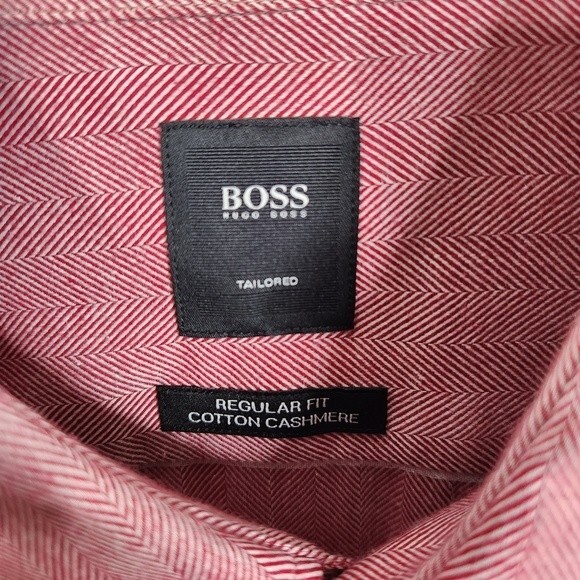 BOSS
HUGO BOSS
TAILORED
REGULAR FIT
COTTON CASHMERE